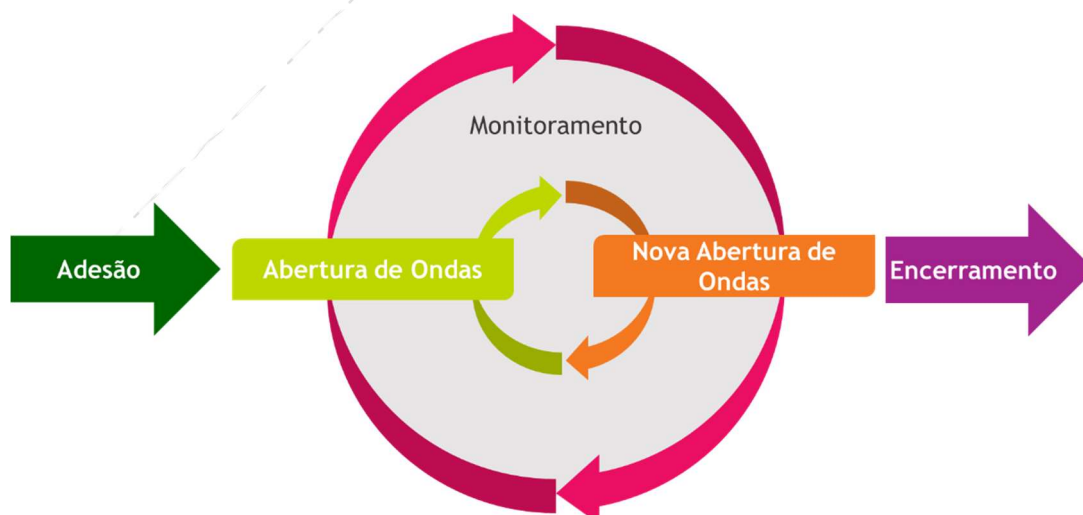 Monitoramento
Adesão
Abertura de Ondas
Nova Abertura de
Ondas
Encerramento